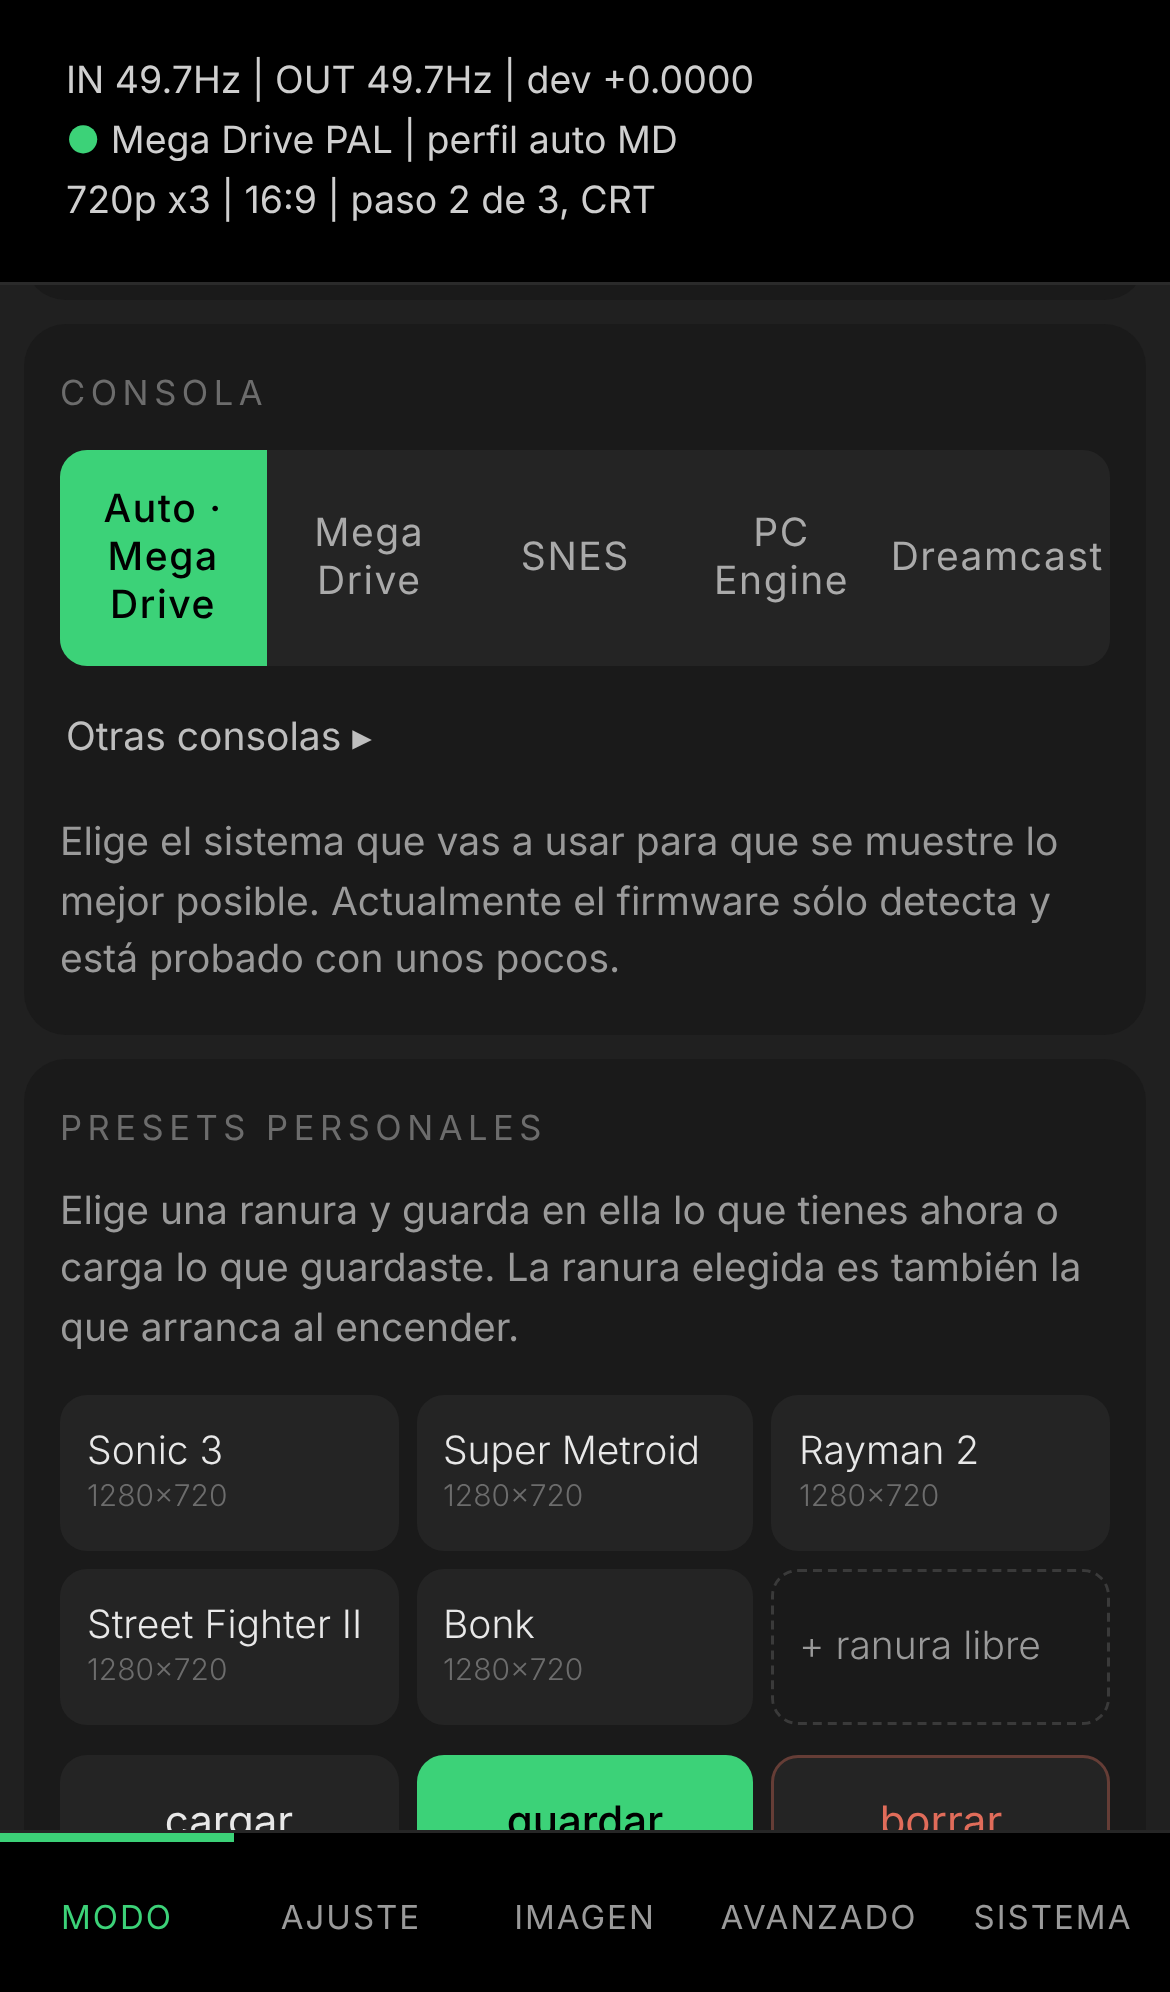 IN 49.7Hz | OUT 49.7Hz | dev +0.0000
Mega Drive PAL | perfil auto MD
720p x3 | 16:9 | paso 2 de 3, CRT
CONSOLA
Auto ·
Mega
Drive
Mega
Drive
SNES
PC
Engine
Dreamcast
Otras consolas ▸
Elige el sistema que vas a usar para que se muestre lo
mejor posible. Actualmente el firmware sólo detecta y
está probado con unos pocos.
PRESETS PERSONALES
Elige una ranura y guarda en ella lo que tienes ahora o
carga lo que guardaste. La ranura elegida es también la
que arranca al encender.
Sonic 3
1280×720
Super Metroid
1280×720
Rayman 2
1280×720
Street Fighter II
1280×720
Bonk
1280×720
+ ranura libre
cargar
guardar
borrar
MODO
AJUSTE
IMAGEN
AVANZADO
SISTEMA